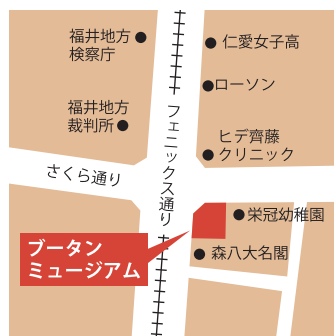 福井地方
検察庁
仁愛女子高
ローソン
福井地方
裁判所
ヒデ齊藤
クリニック
フェニックス通り
さくら通り
栄冠幼稚園
森八大名閣
ブータン
ミュージアム